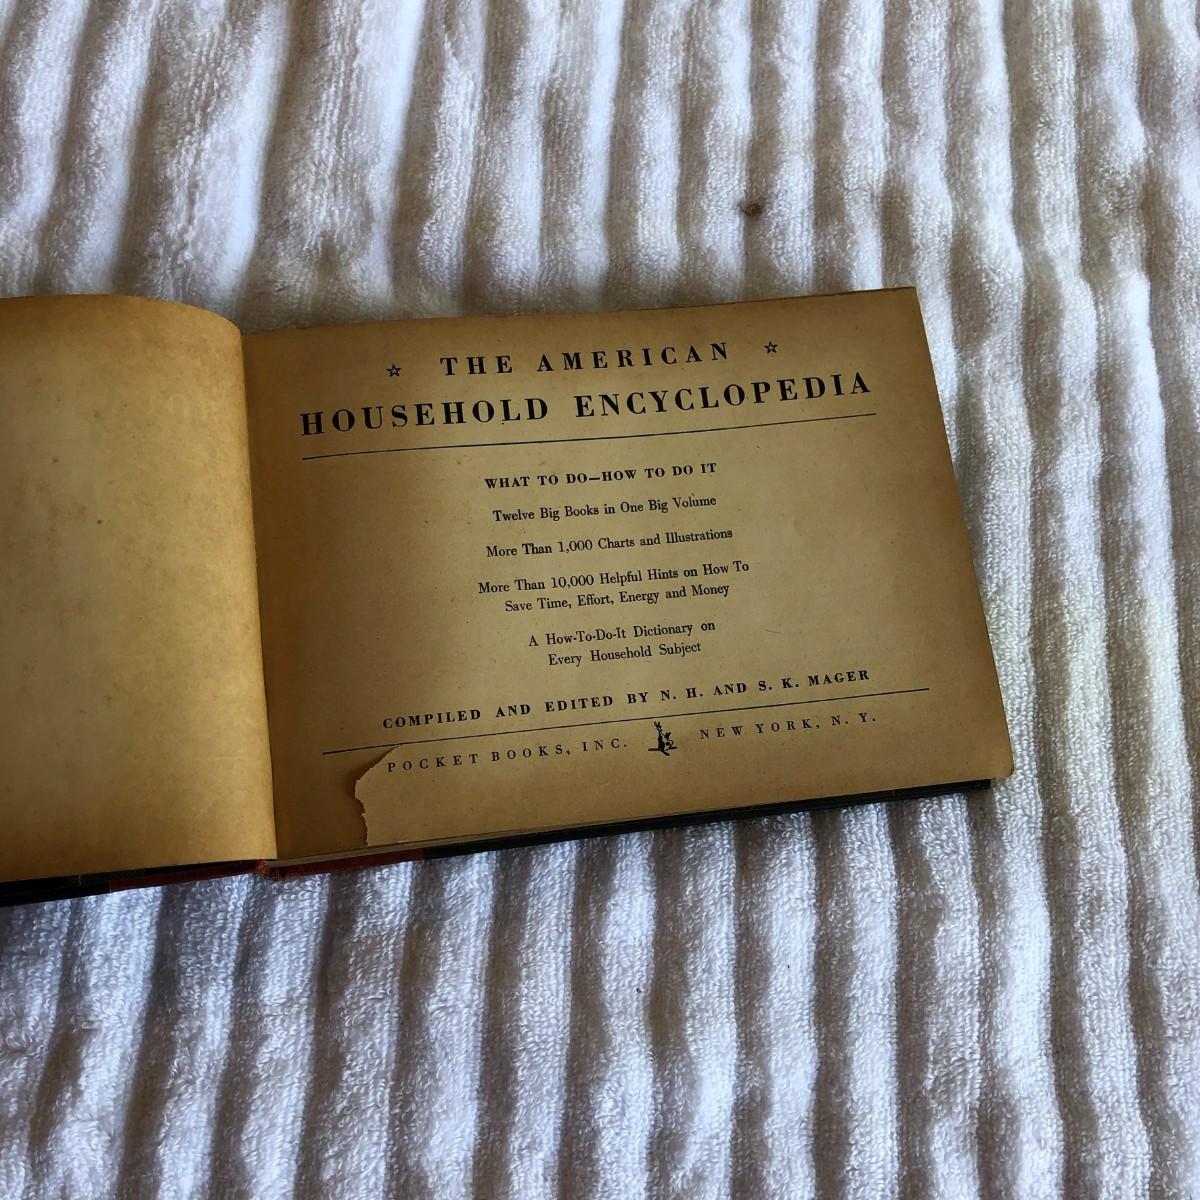 ☆ THE AMERICAN ☆
HOUSEHOLD ENCYCLOPEDIA
WHAT TO DO—HOW TO DO IT
Twelve Big Books in One Big Volume
More Than 1,000 Charts and Illustrations
More Than 10,000 Helpful Hints on How To
Save Time, Effort, Energy and Money
A How-To-Do-It Dictionary on
Every Household Subject
COMPILED AND EDITED BY N. H. AND S. K. MAGER
POCKET BOOKS, INC. NEW YORK, N. Y.